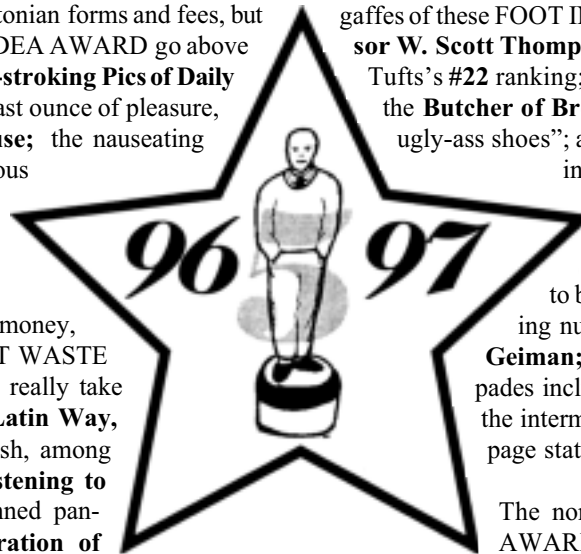 tonian forms and fees, but
DEA AWARD go above
-stroking Pics of Daily
ast ounce of pleasure,
use; the nauseating
ous
money,
T WASTE
really take
Latin Way,
sh, among
stening to
nned pan-
ration of
96 97
gaffes of these FOOT I
sor W. Scott Thomp
Tufts's #22 ranking;
the Butcher of Br
ugly-ass shoes"; a
in
to b
ing nu
Geiman;
pades incl
the interm
page stat
The nor
AWAR